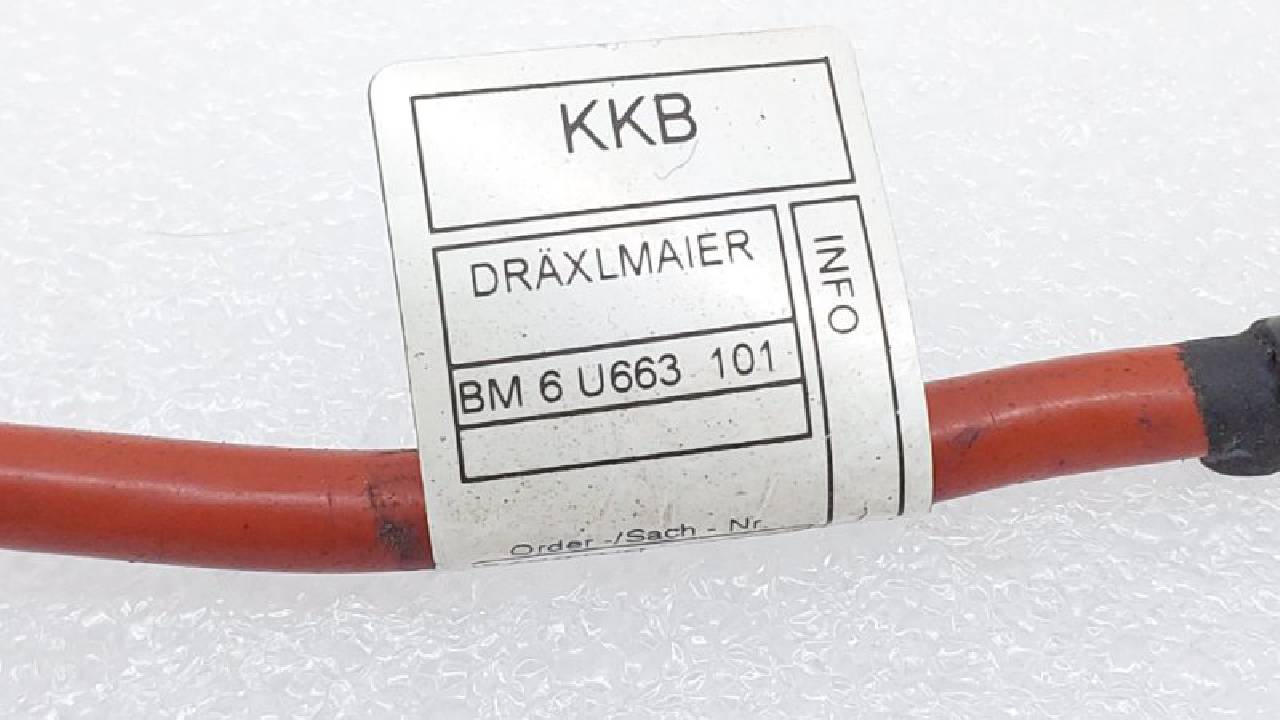 KKB
DRÄXLMAIER
INFO
BM 6 U663 101
Order -/Sach - Nr.